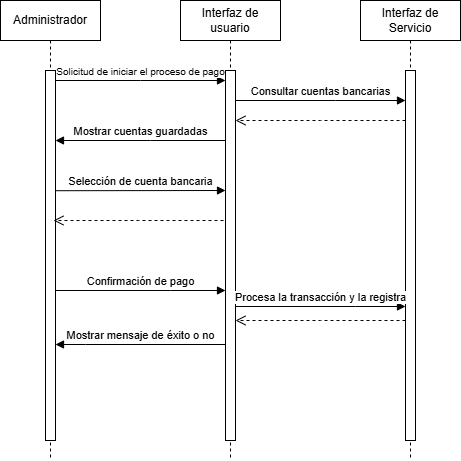 Administrador
Interfaz de
usuario
Interfaz de
Servicio
Solicitud de iniciar el proceso de pago
Consultar cuentas bancarias
Mostrar cuentas guardadas
Selección de cuenta bancaria
Confirmación de pago
Procesa la transacción y la registra
Mostrar mensaje de éxito o no